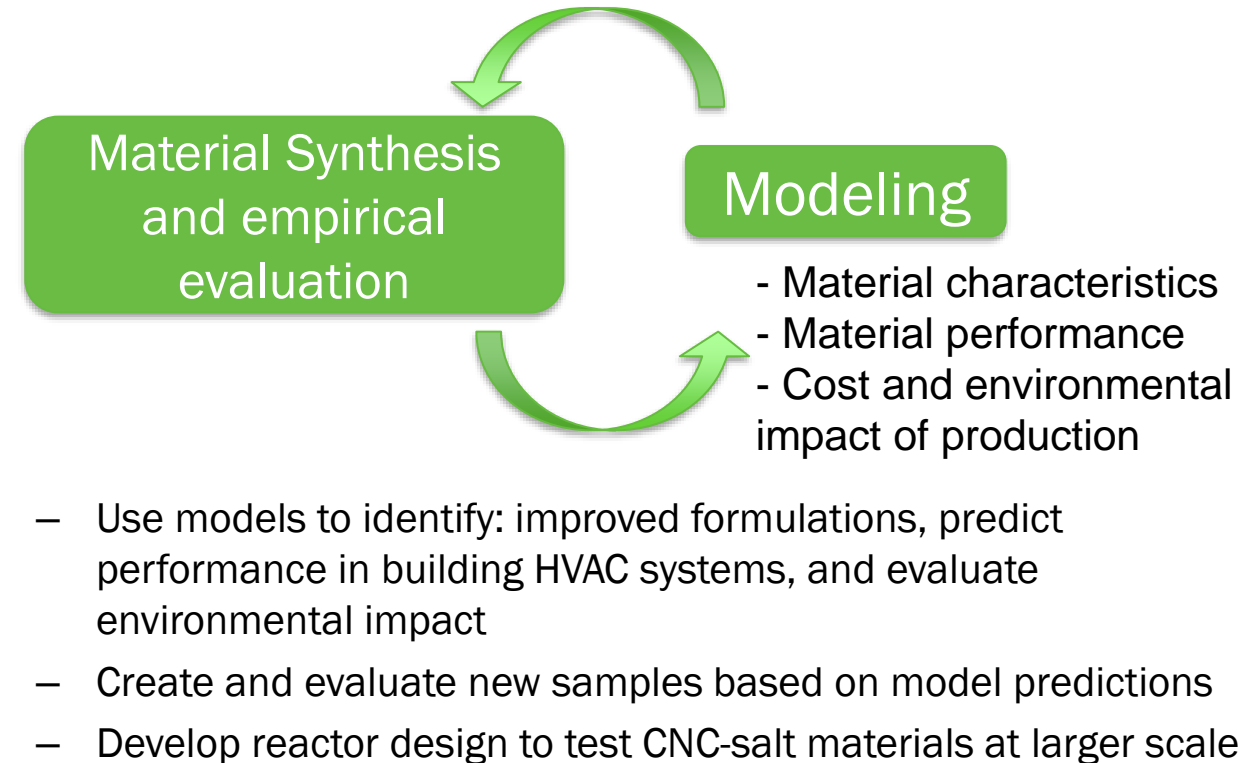 Material Synthesis
and empirical
evaluation
Modeling
- Material characteristics
- Material performance
- Cost and environmental
impact of production
– Use models to identify: improved formulations, predict
performance in building HVAC systems, and evaluate
environmental impact
– Create and evaluate new samples based on model predictions
– Develop reactor design to test CNC-salt materials at larger scale